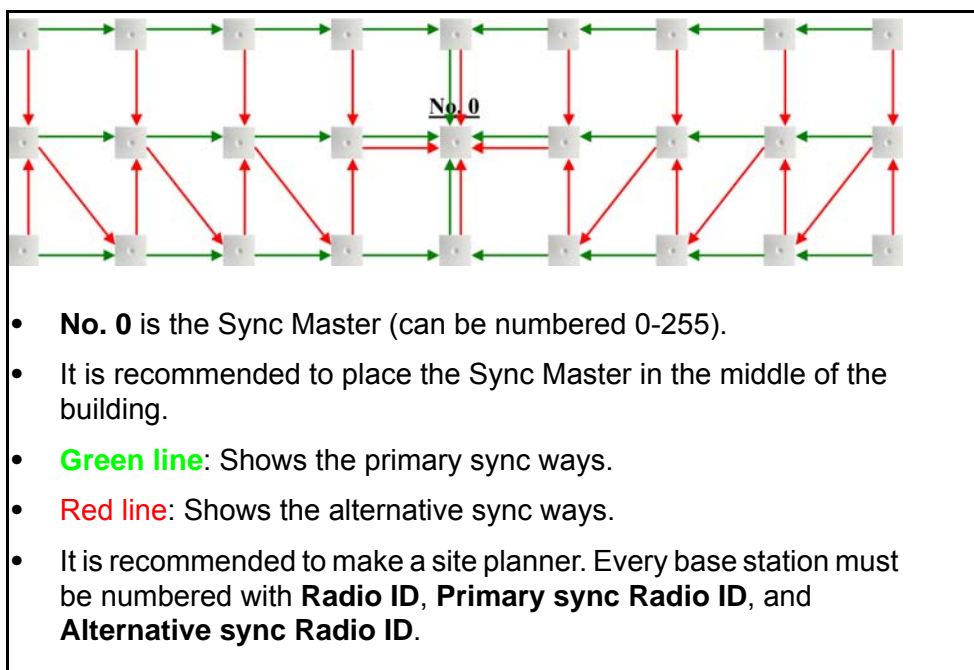 No. 0
• No. 0 is the Sync Master (can be numbered 0-255).
• It is recommended to place the Sync Master in the middle of the
building.
• Green line: Shows the primary sync ways.
• Red line: Shows the alternative sync ways.
• It is recommended to make a site planner. Every base station must
be numbered with Radio ID, Primary sync Radio ID, and
Alternative sync Radio ID.